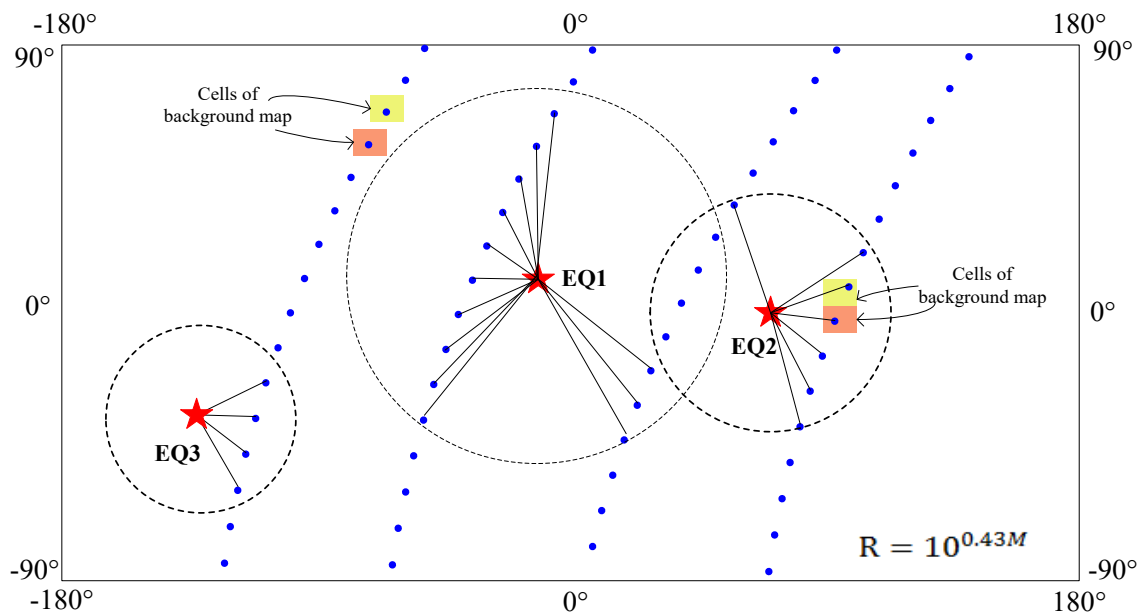 -180° 0° 180°
90° 90°
Cells of
background map
EQ1
Cells of
background map
0° 0°
EQ2
EQ3
R = 10^{0.43M}
-90° -90°
-180° 0° 180°